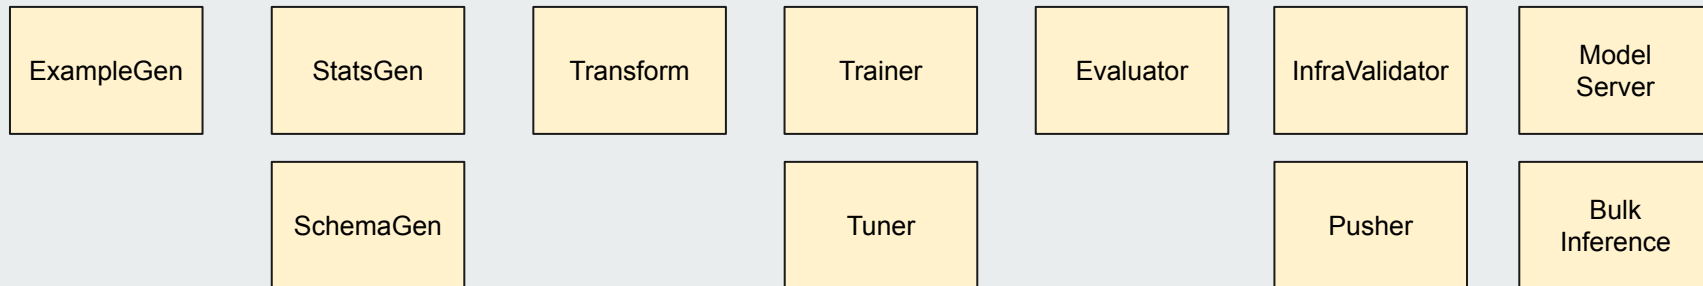 ExampleGen
StatsGen
Transform
Trainer
Evaluator
InfraValidator
Model
Server
SchemaGen
Tuner
Pusher
Bulk
Inference